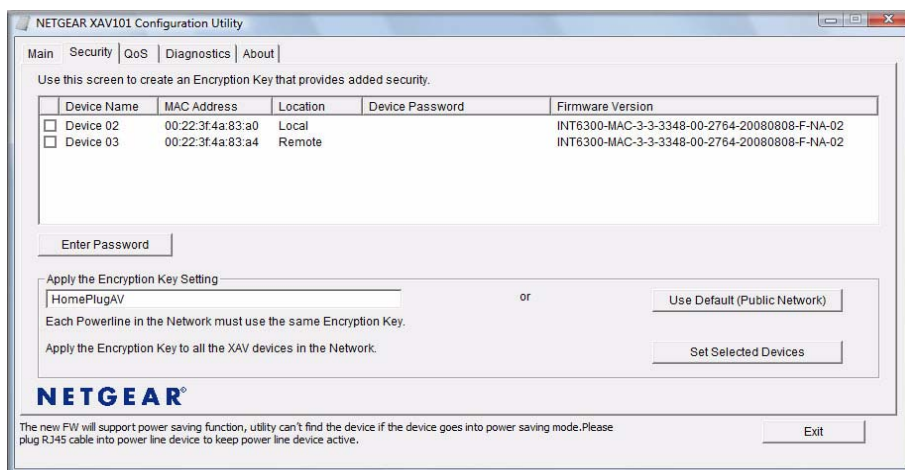 NETGEAR XAV101 Configuration Utility
Main Security QoS Diagnostics About
Use this screen to create an Encryption Key that provides added security.
Device Name MAC Address Location Device Password Firmware Version
Device 02 00:22:3f:4a:83:a0 Local INT6300-MAC-3-3-3348-00-2764-20080808-F-NA-02
Device 03 00:22:3f:4a:83:a4 Remote INT6300-MAC-3-3-3348-00-2764-20080808-F-NA-02
Enter Password
Apply the Encryption Key Setting
HomePlugAV or Use Default (Public Network)
Each Powerline in the Network must use the same Encryption Key.
Apply the Encryption Key to all the XAV devices in the Network. Set Selected Devices
NETGEAR®
The new FW will support power saving function, utility can't find the device if the device goes into power saving mode.Please
plug RJ45 cable into power line device to keep power line device active.
Exit